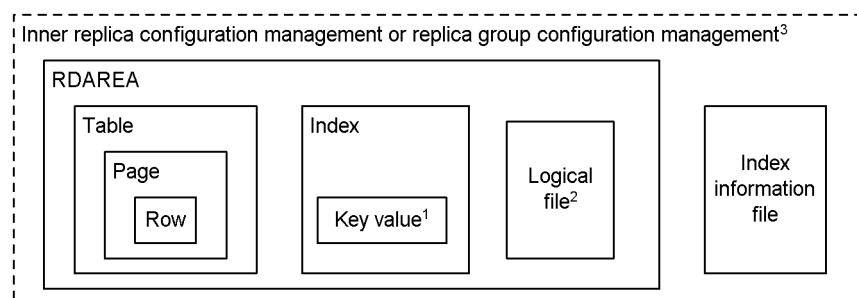 Inner replica configuration management or replica group configuration management³
RDAREA
Table
Page
Row
Index
Key value¹
Logical
file²
Index
information
file